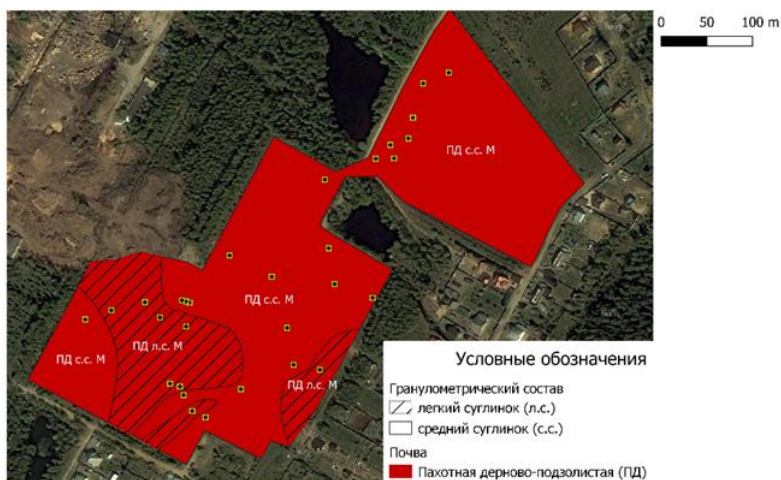 0 50 100 m
ПД с.с. М
ПД с.с. М
ПД с.с. М
ПД л.с. М
ПД л.с. М
Условные обозначения
Гранулометрический состав
легкий суглинок (л.с.)
средний суглинок (с.с.)
Почва
Пахотная дерново-подзолистая (ПД)